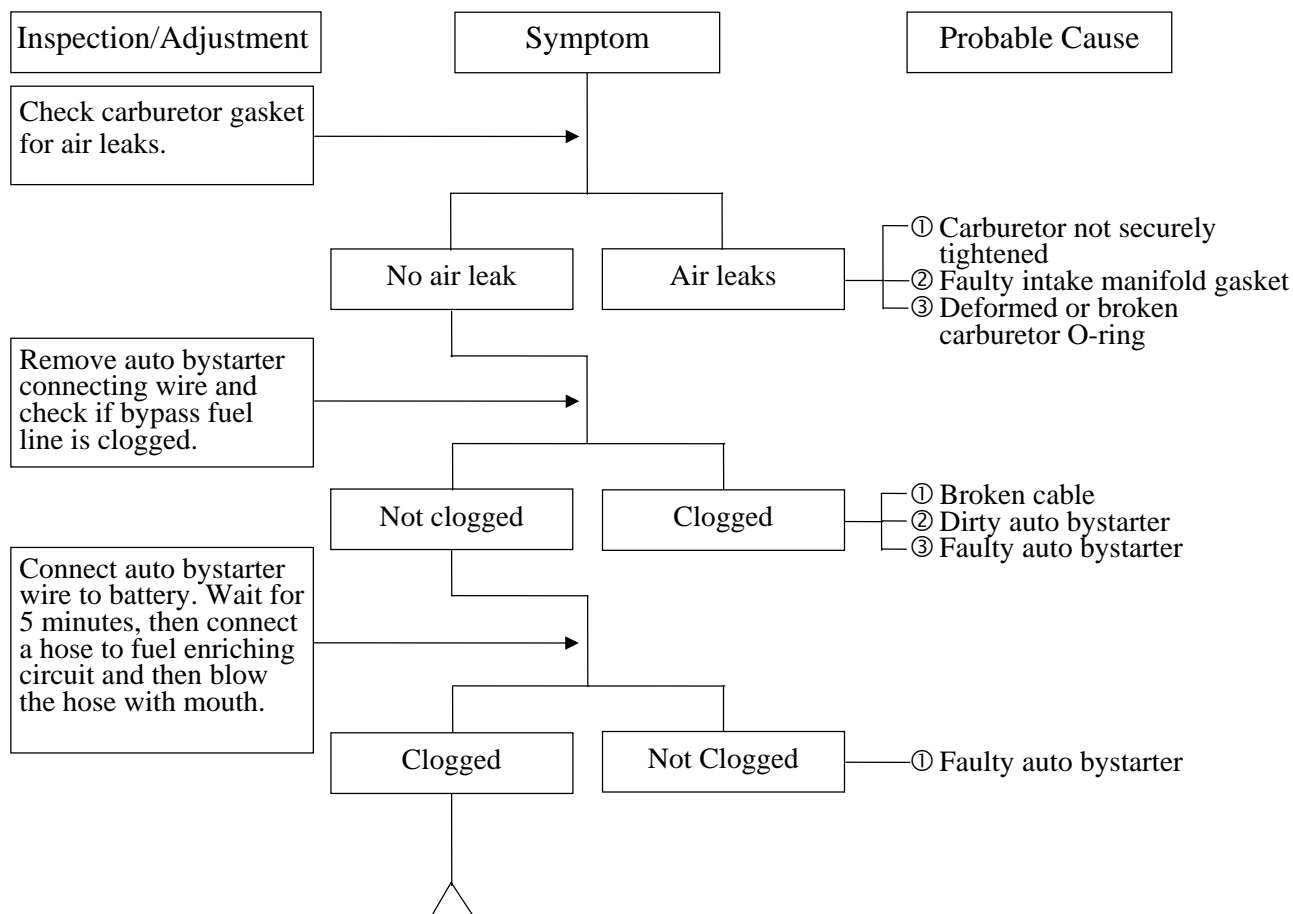 Inspection/Adjustment
Symptom
Probable Cause
Check carburetor gasket
for air leaks.
No air leak
Air leaks
① Carburetor not securely
tightened
② Faulty intake manifold gasket
③ Deformed or broken
carburetor O-ring
Remove auto bystarter
connecting wire and
check if bypass fuel
line is clogged.
Not clogged
Clogged
① Broken cable
② Dirty auto bystarter
③ Faulty auto bystarter
Connect auto bystarter
wire to battery. Wait for
5 minutes, then connect
a hose to fuel enriching
circuit and then blow
the hose with mouth.
Clogged
Not Clogged
① Faulty auto bystarter